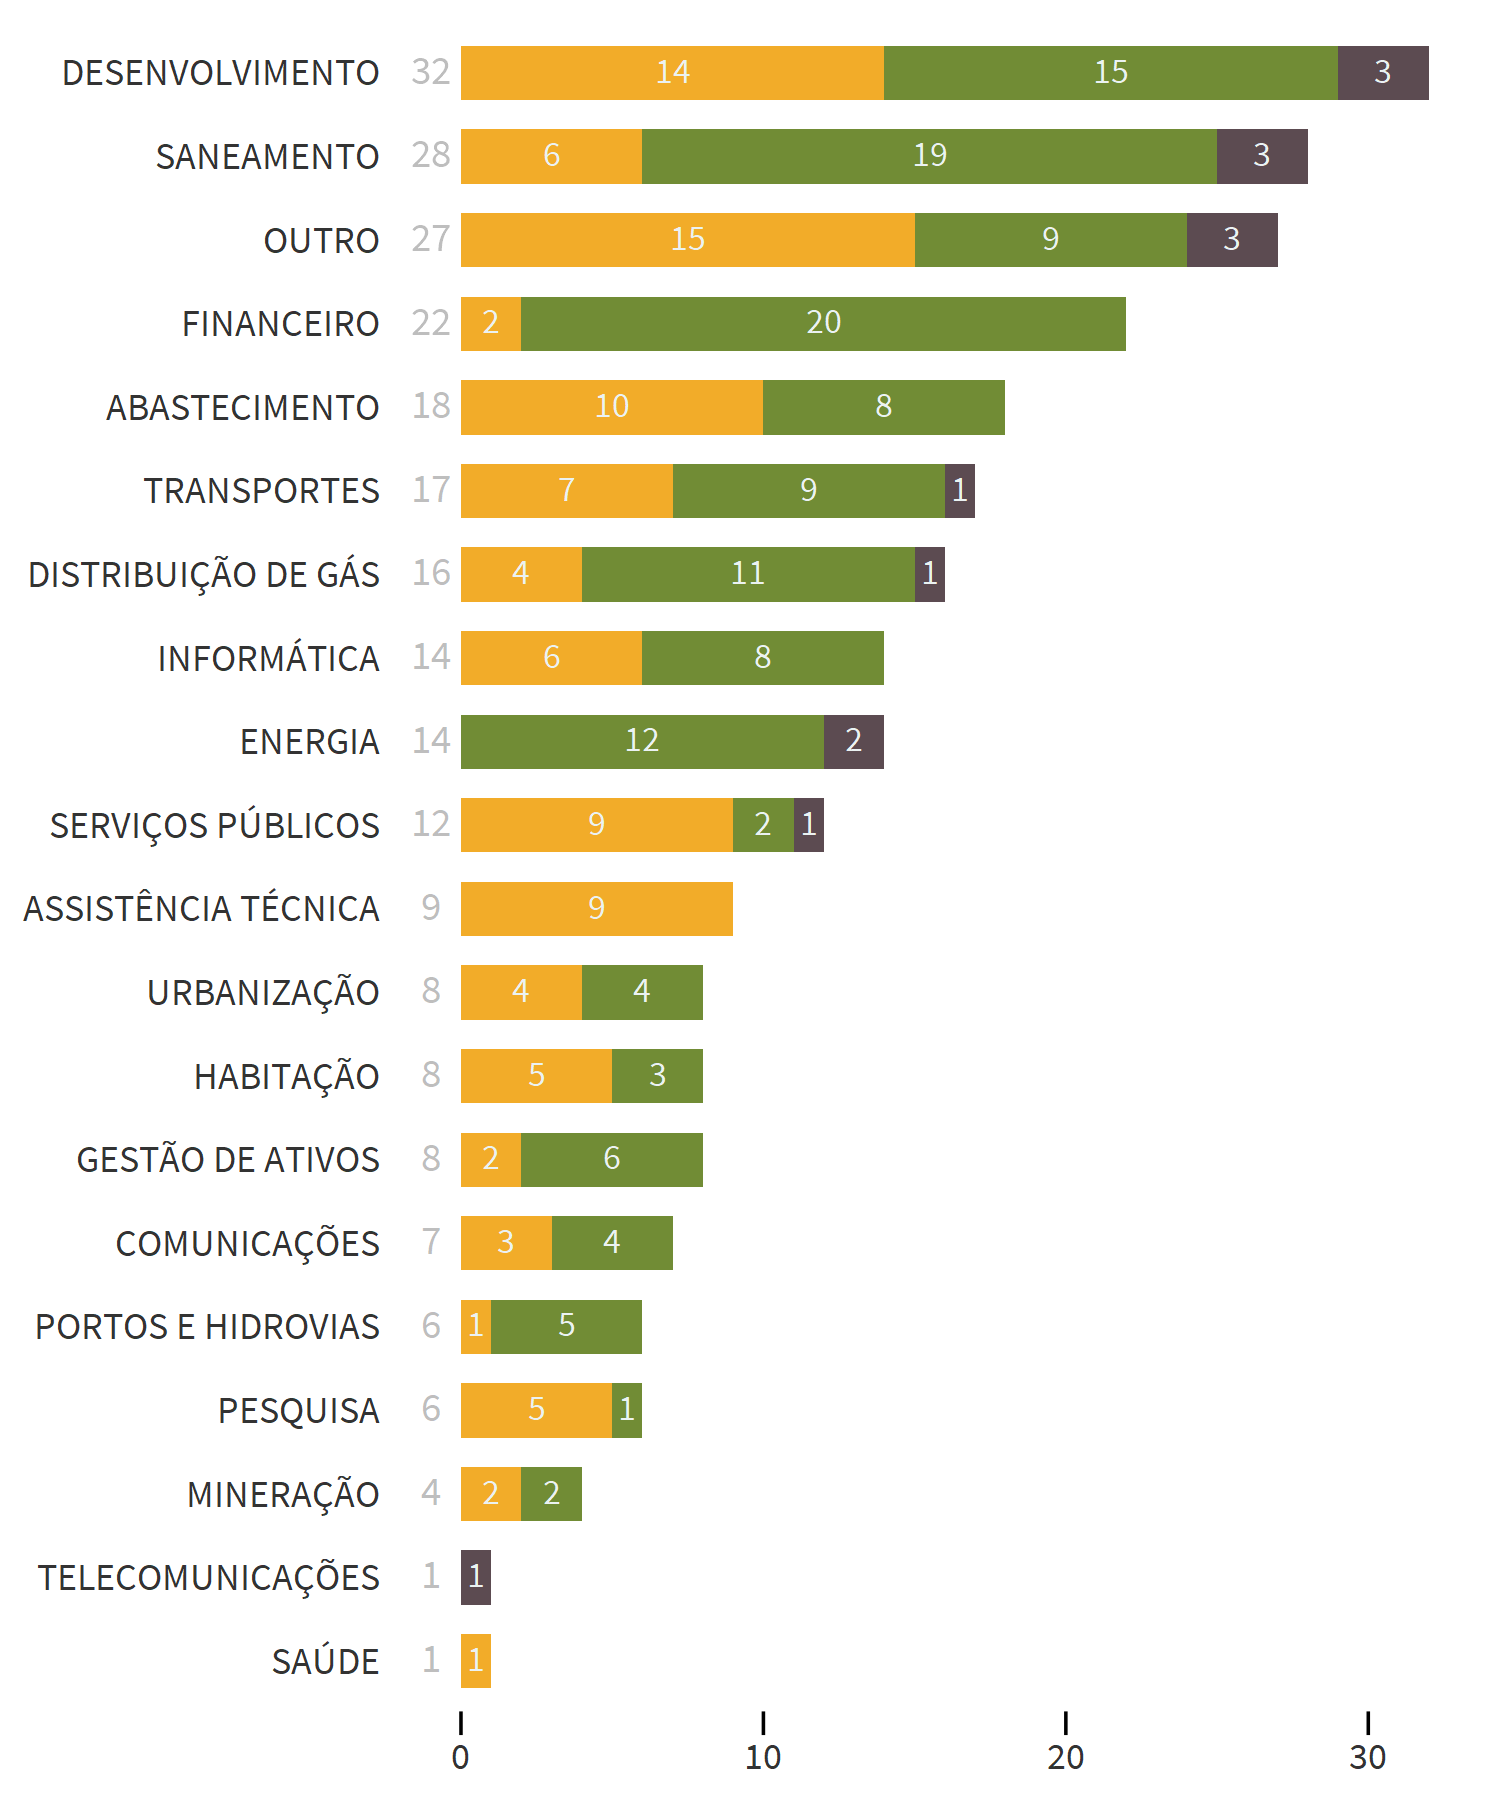 DESENVOLVIMENTO 32 14 15 3
SANEAMENTO 28 6 19 3
OUTRO 27 15 9 3
FINANCEIRO 22 2 20
ABASTECIMENTO 18 10 8
TRANSPORTES 17 7 9 1
DISTRIBUIÇÃO DE GÁS 16 4 11 1
INFORMÁTICA 14 6 8
ENERGIA 14 12 2
SERVIÇOS PÚBLICOS 12 9 2 1
ASSISTÊNCIA TÉCNICA 9 9
URBANIZAÇÃO 8 4 4
HABITAÇÃO 8 5 3
GESTÃO DE ATIVOS 8 2 6
COMUNICAÇÕES 7 3 4
PORTOS E HIDROVIAS 6 1 5
PESQUISA 6 5 1
MINERAÇÃO 4 2 2
TELECOMUNICAÇÕES 1 1
SAÚDE 1 1
0 10 20 30